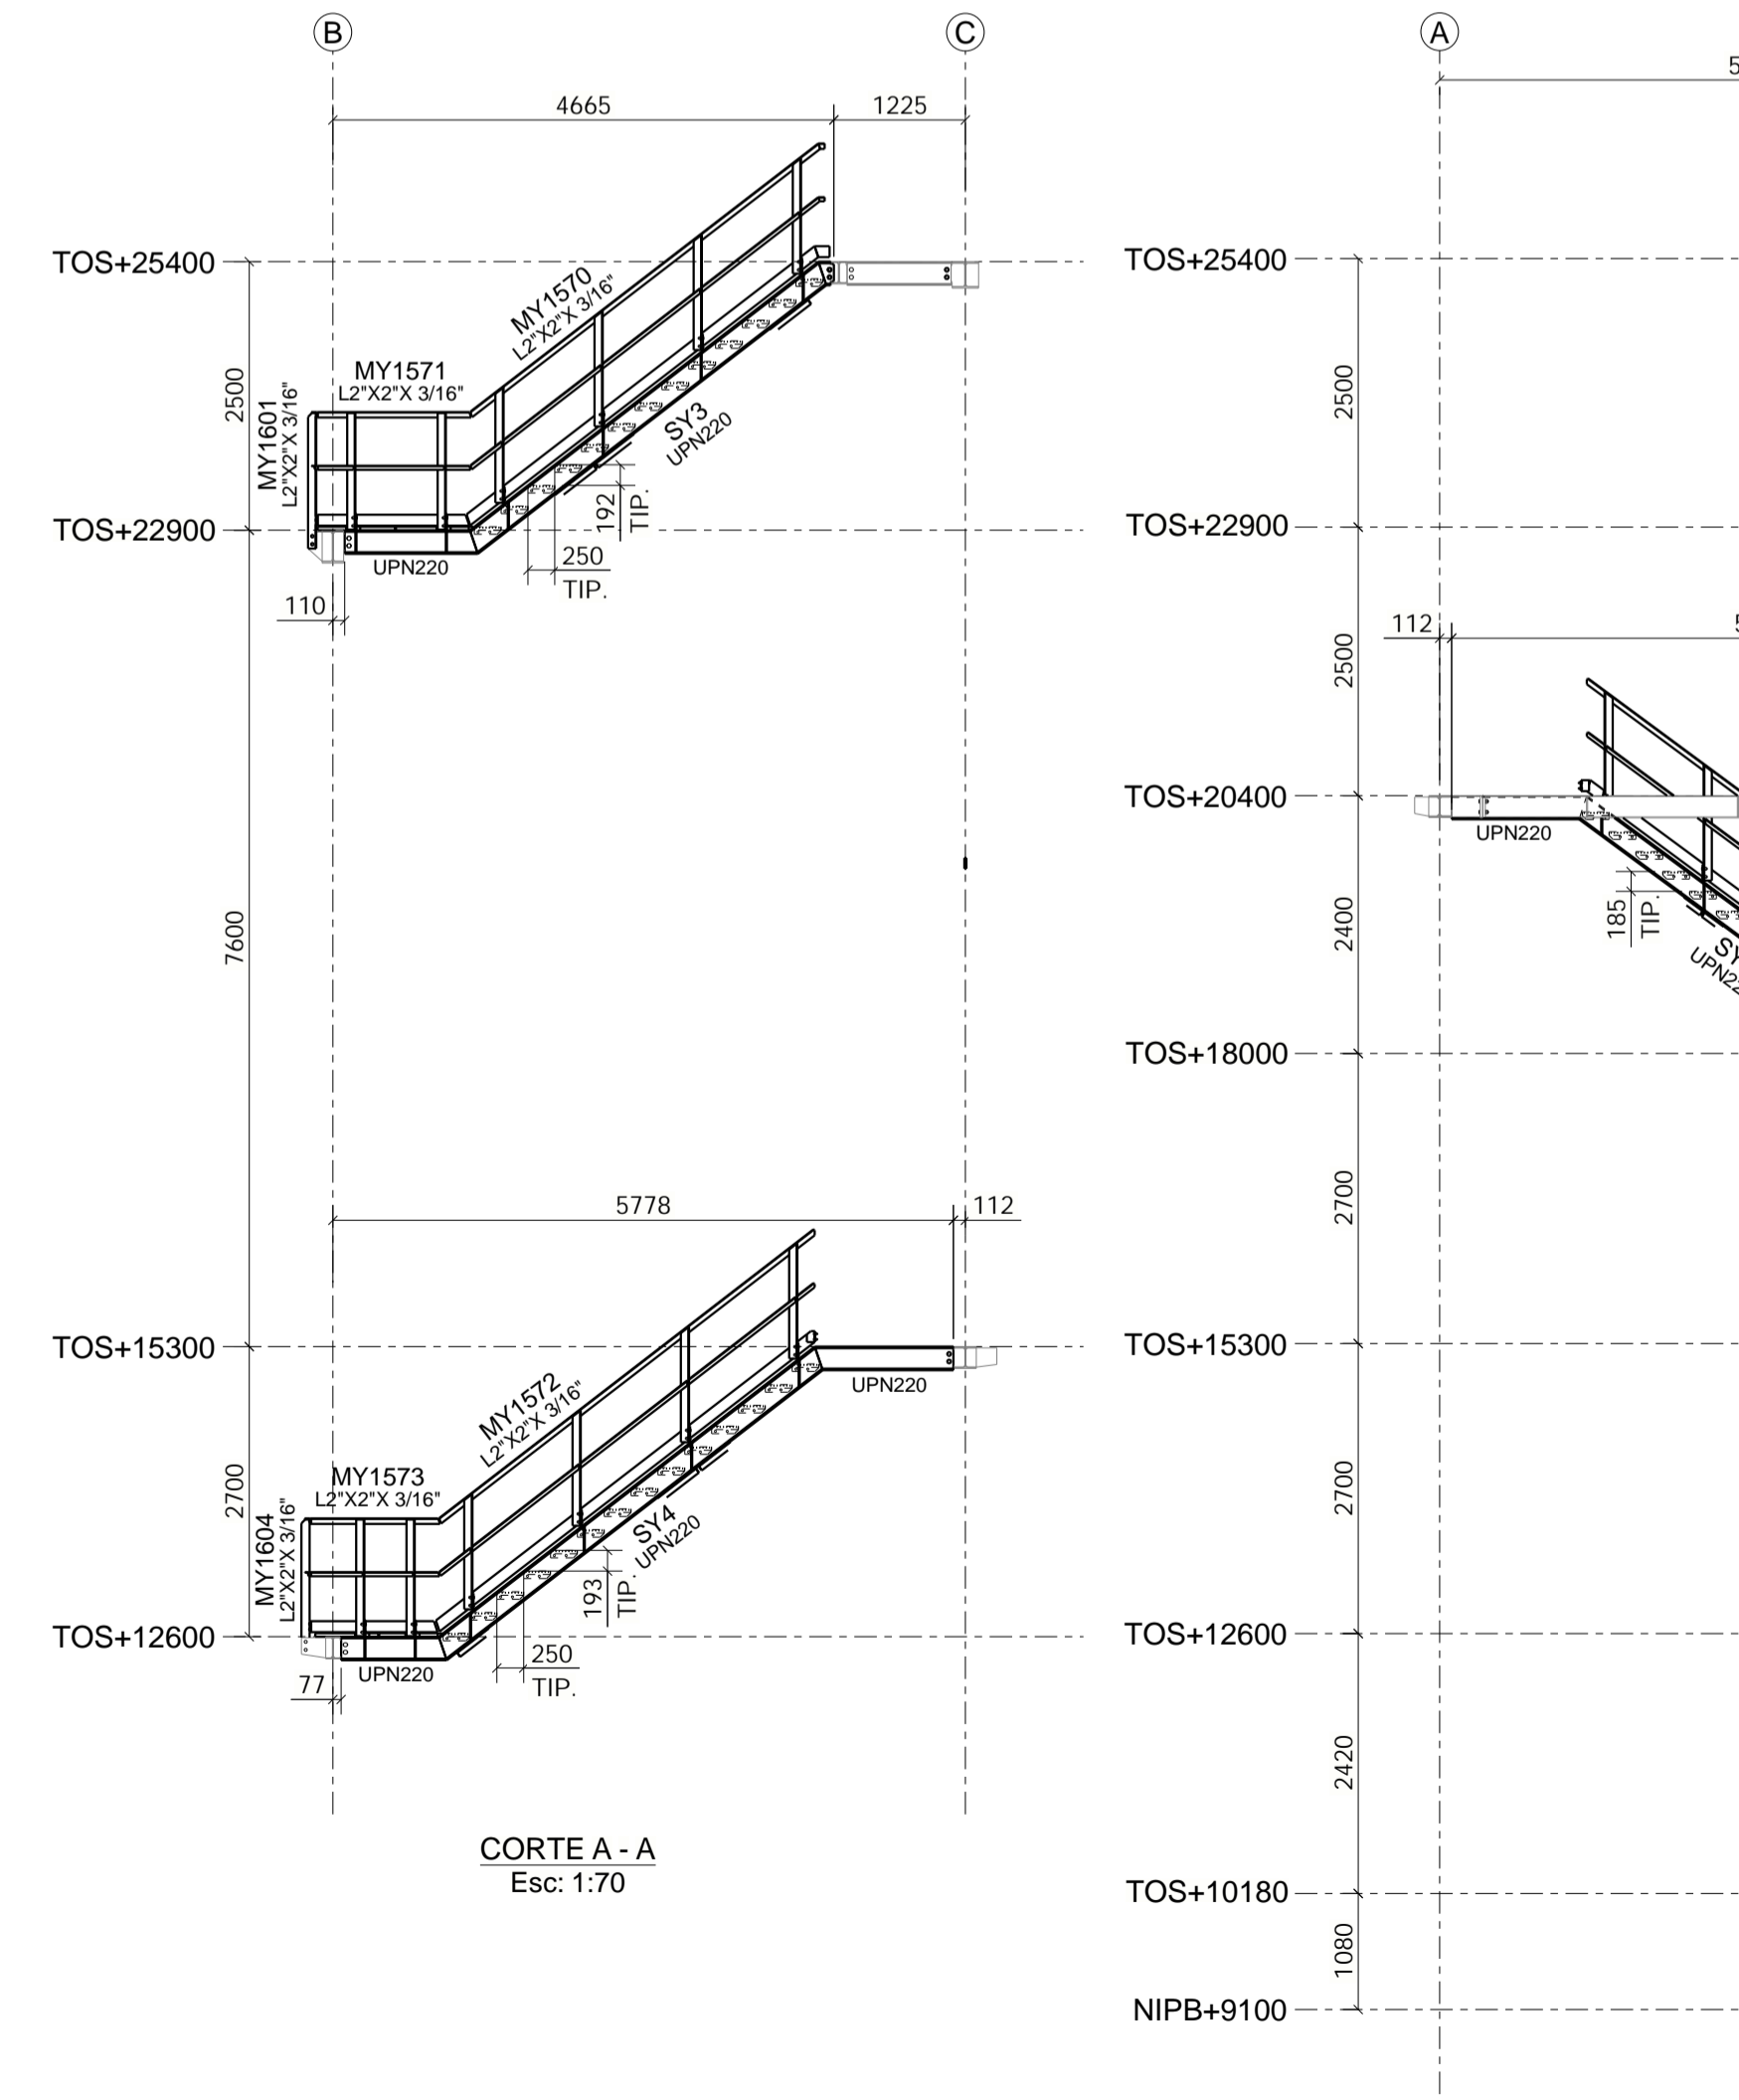 B
C
A
4665
1225
5
TOS+25400
TOS+25400
MY1570
L2"X2"X 3/16"
MY1571
L2"X2"X 3/16"
MY1601
L2"X2"X 3/16"
2500
2500
SY3
UPN220
192
TIP.
TOS+22900
TOS+22900
UPN220
250
TIP.
110
112
5
2500
TOS+20400
UPN220
185
TIP.
7600
2400
TOS+18000
5778
112
2700
TOS+15300
TOS+15300
UPN220
MY1572
L2"X2"X 3/16"
MY1573
L2"X2"X 3/16"
MY1604
L2"X2"X 3/16"
2700
2700
SY4
UPN220
193
TIP.
TOS+12600
TOS+12600
UPN220
250
TIP.
77
2420
CORTE A - A
Esc: 1:70
TOS+10180
1080
NIPB+9100